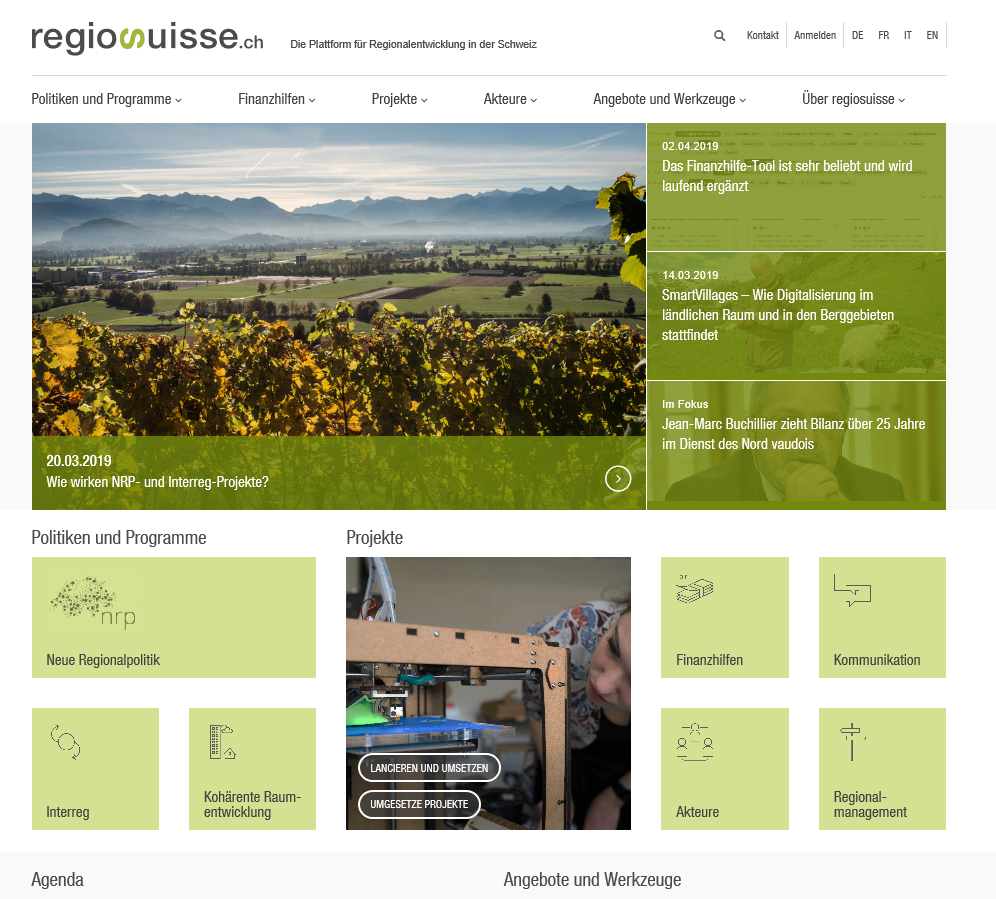 regiosuisse.ch
Die Plattform für Regionalentwicklung in der Schweiz
Kontakt
Anmelden
DE
FR
IT
EN
Politiken und Programme
Finanzhilfen
Projekte
Akteure
Angebote und Werkzeuge
Über regiosuisse
20.03.2019
Wie wirken NRP- und Interreg-Projekte?
02.04.2019
Das Finanzhilfe-Tool ist sehr beliebt und wird
laufend ergänzt
14.03.2019
SmartVillages – Wie Digitalisierung im
ländlichen Raum und in den Berggebieten
stattfindet
Im Fokus
Jean-Marc Buchillier zieht Bilanz über 25 Jahre
im Dienst des Nord vaudois
Politiken und Programme
nrp
Neue Regionalpolitik
Interreg
Kohärente Raum-
entwicklung
Projekte
LANCIEREN UND UMSETZEN
UMGESETZE PROJEKTE
Finanzhilfen
Kommunikation
Akteure
Regional-
management
Agenda
Angebote und Werkzeuge